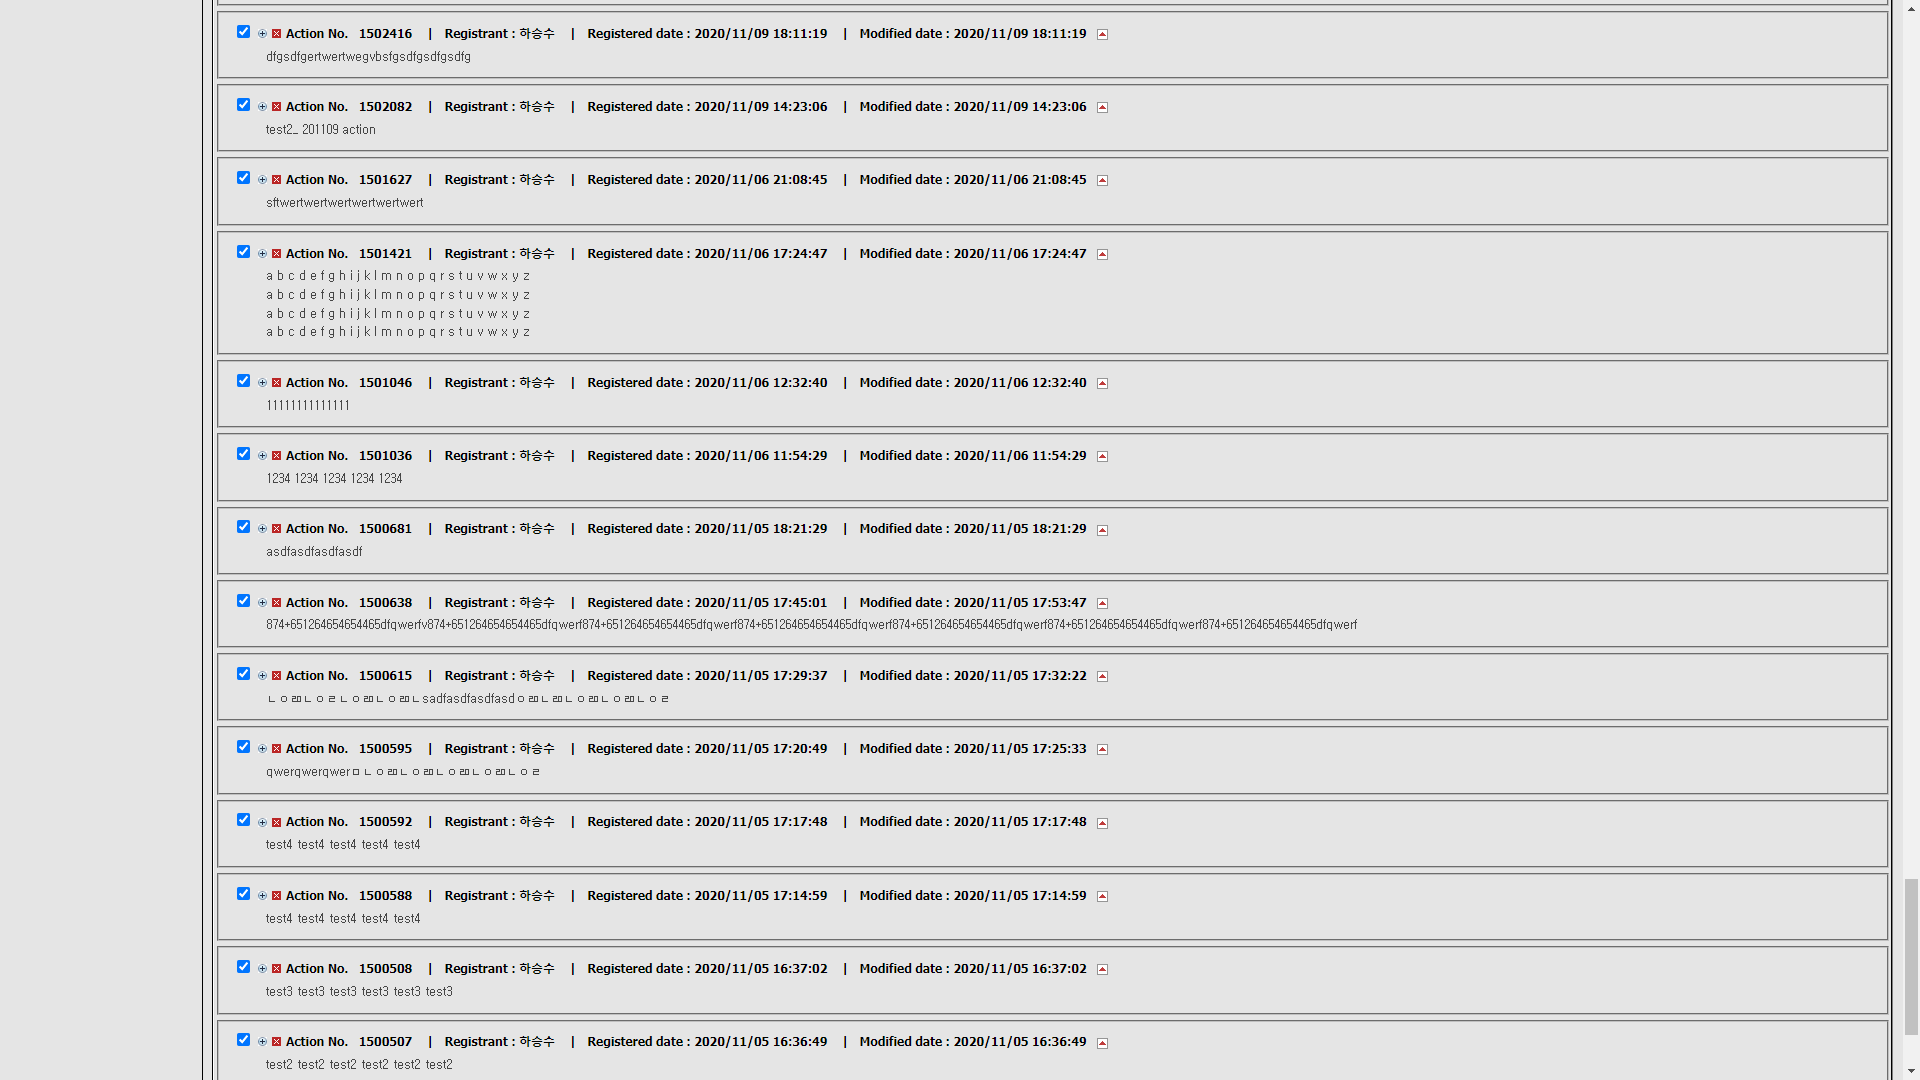 Action No. 1502416 | Registrant : 하승수 | Registered date : 2020/11/09 18:11:19 | Modified date : 2020/11/09 18:11:19
dfgsdfgertwertwegvbsfgsdfgsdfgsdfg
Action No. 1502082 | Registrant : 하승수 | Registered date : 2020/11/09 14:23:06 | Modified date : 2020/11/09 14:23:06
test2_ 201109 action
Action No. 1501627 | Registrant : 하승수 | Registered date : 2020/11/06 21:08:45 | Modified date : 2020/11/06 21:08:45
sftwertwertwertwertwertwert
Action No. 1501421 | Registrant : 하승수 | Registered date : 2020/11/06 17:24:47 | Modified date : 2020/11/06 17:24:47
a b c d e f g h i j k l m n o p q r s t u v w x y z
a b c d e f g h i j k l m n o p q r s t u v w x y z
a b c d e f g h i j k l m n o p q r s t u v w x y z
a b c d e f g h i j k l m n o p q r s t u v w x y z
Action No. 1501046 | Registrant : 하승수 | Registered date : 2020/11/06 12:32:40 | Modified date : 2020/11/06 12:32:40
11111111111111
Action No. 1501036 | Registrant : 하승수 | Registered date : 2020/11/06 11:54:29 | Modified date : 2020/11/06 11:54:29
1234 1234 1234 1234 1234
Action No. 1500681 | Registrant : 하승수 | Registered date : 2020/11/05 18:21:29 | Modified date : 2020/11/05 18:21:29
asdfasdfasdfasdf
Action No. 1500638 | Registrant : 하승수 | Registered date : 2020/11/05 17:45:01 | Modified date : 2020/11/05 17:53:47
874+651264654654465dfqwerfv874+651264654654465dfqwerf874+651264654654465dfqwerf874+651264654654465dfqwerf874+651264654654465dfqwerf874+651264654654465dfqwerf874+651264654654465dfqwerf
Action No. 1500615 | Registrant : 하승수 | Registered date : 2020/11/05 17:29:37 | Modified date : 2020/11/05 17:32:22
ㄴㅇㄻㄴㅇㄹㄴㅇㄻㄴㅇㄻㄴsadfasdfasdfasdㅇㄻㄴㄻㄴㅇㄻㄴㅇㄻㄴㅇㄹ
Action No. 1500595 | Registrant : 하승수 | Registered date : 2020/11/05 17:20:49 | Modified date : 2020/11/05 17:25:33
qwerqwerqwerㅁㄴㅇㄻㄴㅇㄻㄴㅇㄻㄴㅇㄻㄴㅇㄹ
Action No. 1500592 | Registrant : 하승수 | Registered date : 2020/11/05 17:17:48 | Modified date : 2020/11/05 17:17:48
test4 test4 test4 test4 test4
Action No. 1500588 | Registrant : 하승수 | Registered date : 2020/11/05 17:14:59 | Modified date : 2020/11/05 17:14:59
test4 test4 test4 test4 test4
Action No. 1500508 | Registrant : 하승수 | Registered date : 2020/11/05 16:37:02 | Modified date : 2020/11/05 16:37:02
test3 test3 test3 test3 test3 test3
Action No. 1500507 | Registrant : 하승수 | Registered date : 2020/11/05 16:36:49 | Modified date : 2020/11/05 16:36:49
test2 test2 test2 test2 test2 test2